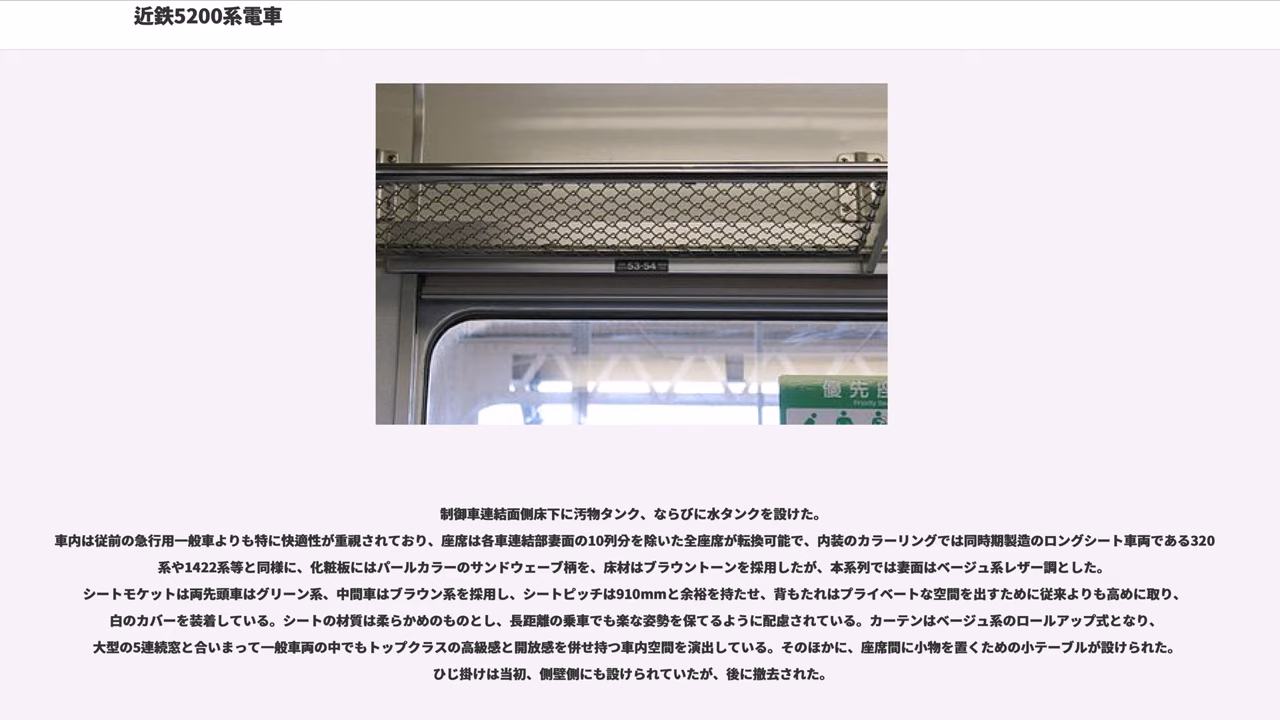 近鉄5200系電車
53-54
優先
制御車連結面側床下に汚物タンク、ならびに水タンクを設けた。
車内は従前の急行用一般車よりも特に快適性が重視されており、座席は各車連結部妻面の10列分を除いた全座席が転換可能で、内装のカラーリングでは同時期製造のロングシート車両である320
系や1422系等と同様に、化粧板にはパールカラーのサンドウェーブ柄を、床材はブラウントーンを採用したが、本系列では妻面はベージュ系レザー調とした。
シートモケットは両先頭車はグリーン系、中間車はブラウン系を採用し、シートピッチは910mmと余裕を持たせ、背もたれはプライベートな空間を出すために従来よりも高めに取り、
白のカバーを装着している。シートの材質は柔らかめのものとし、長距離の乗車でも楽な姿勢を保てるように配慮されている。カーテンはベージュ系のロールアップ式となり、
大型の5連続窓と合いまって一般車両の中でもトップクラスの高級感と開放感を併せ持つ車内空間を演出している。そのほかに、座席間に小物を置くための小テーブルが設けられた。
ひじ掛けは当初、側壁側にも設けられていたが、後に撤去された。